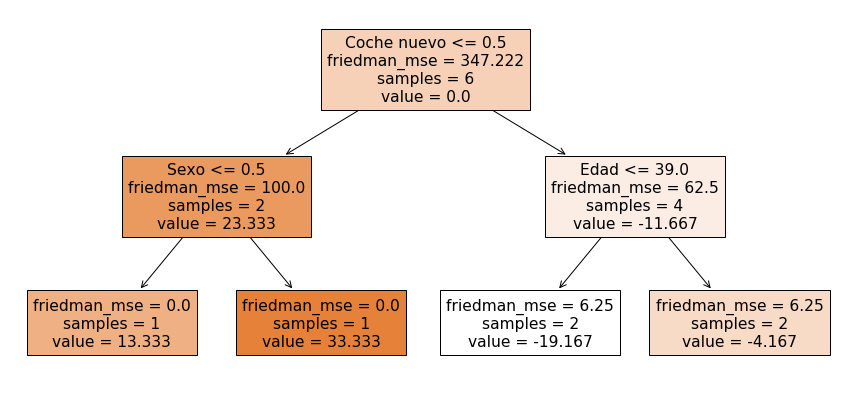 Coche nuevo <= 0.5
friedman_mse = 347.222
samples = 6
value = 0.0
Sexo <= 0.5
friedman_mse = 100.0
samples = 2
value = 23.333
Edad <= 39.0
friedman_mse = 62.5
samples = 4
value = -11.667
friedman_mse = 0.0
samples = 1
value = 13.333
friedman_mse = 0.0
samples = 1
value = 33.333
friedman_mse = 6.25
samples = 2
value = -19.167
friedman_mse = 6.25
samples = 2
value = -4.167